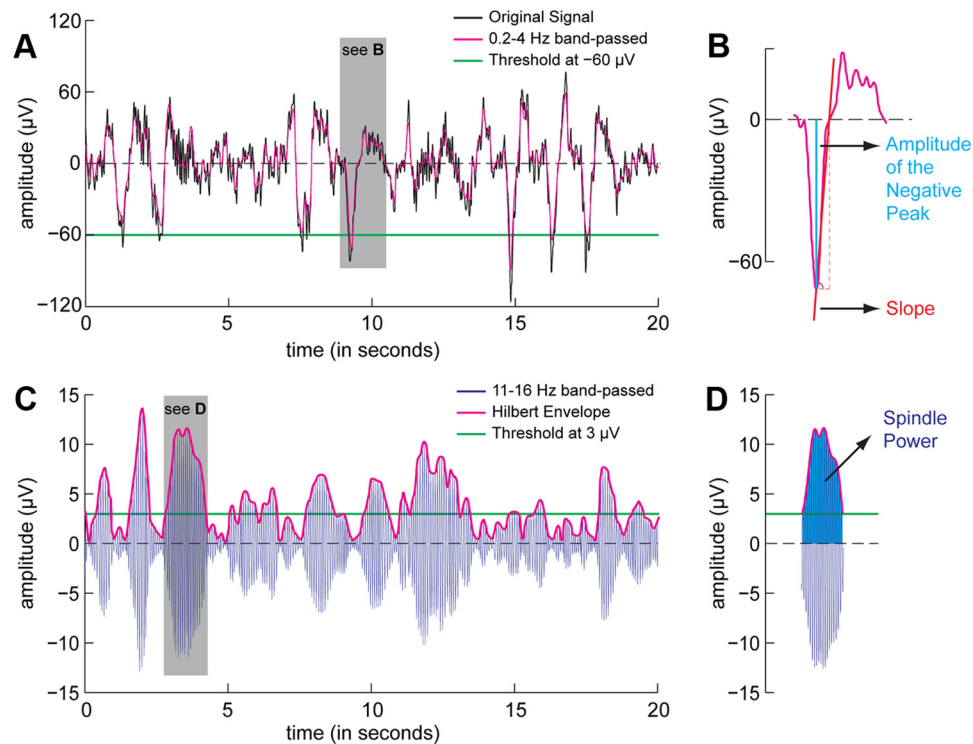 A
120
60
0
−60
−120
amplitude (µV)
Original Signal
0.2-4 Hz band-passed
Threshold at −60 µV
see B
0
5
10
15
20
time (in seconds)
B
0
−60
amplitude (µV)
Amplitude
of the
Negative
Peak
Slope
C
15
10
5
0
−5
−10
−15
amplitude (µV)
11-16 Hz band-passed
Hilbert Envelope
Threshold at 3 µV
see D
0
5
10
15
20
time (in seconds)
D
15
10
5
0
−5
−10
−15
amplitude (µV)
Spindle
Power